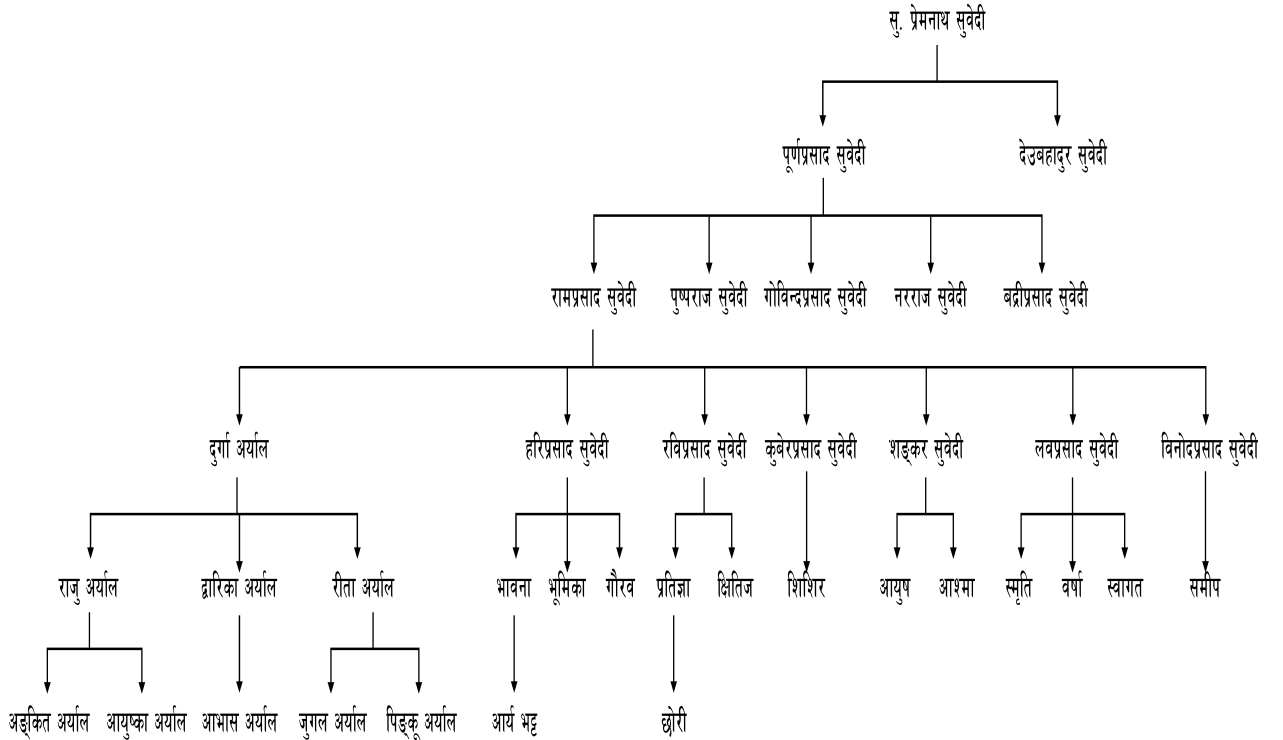 सु. प्रेमनाथ सुवेदी
पूर्णप्रसाद सुवेदी देउबहादुर सुवेदी
रामप्रसाद सुवेदी पुष्पराज सुवेदी गोविन्दप्रसाद सुवेदी नरराज सुवेदी बद्रीप्रसाद सुवेदी
दुर्गा अर्याल हरिप्रसाद सुवेदी रविप्रसाद सुवेदी कुबेरप्रसाद सुवेदी शङ्कर सुवेदी लवप्रसाद सुवेदी विनोदप्रसाद सुवेदी
राजु अर्याल द्वारिका अर्याल रीता अर्याल भावना भूमिका गौरव प्रतिज्ञा क्षितिज शिशिर आयुष आश्मा स्मृति वर्षा स्वागत समीप
अङ्कित अर्याल आयुष्का अर्याल आभास अर्याल जुगल अर्याल पिङ्कू अर्याल आर्य भट्ट छोरी